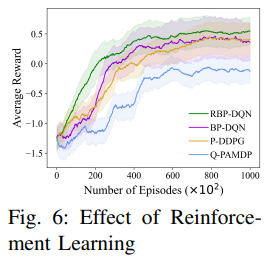 Average Reward
0.5
0.0
−0.5
−1.0
−1.5
RBP-DQN
BP-DQN
P-DDPG
Q-PAMDP
0 200 400 600 800 1000
Number of Episodes (×10²)
Fig. 6: Effect of Reinforce-
ment Learning